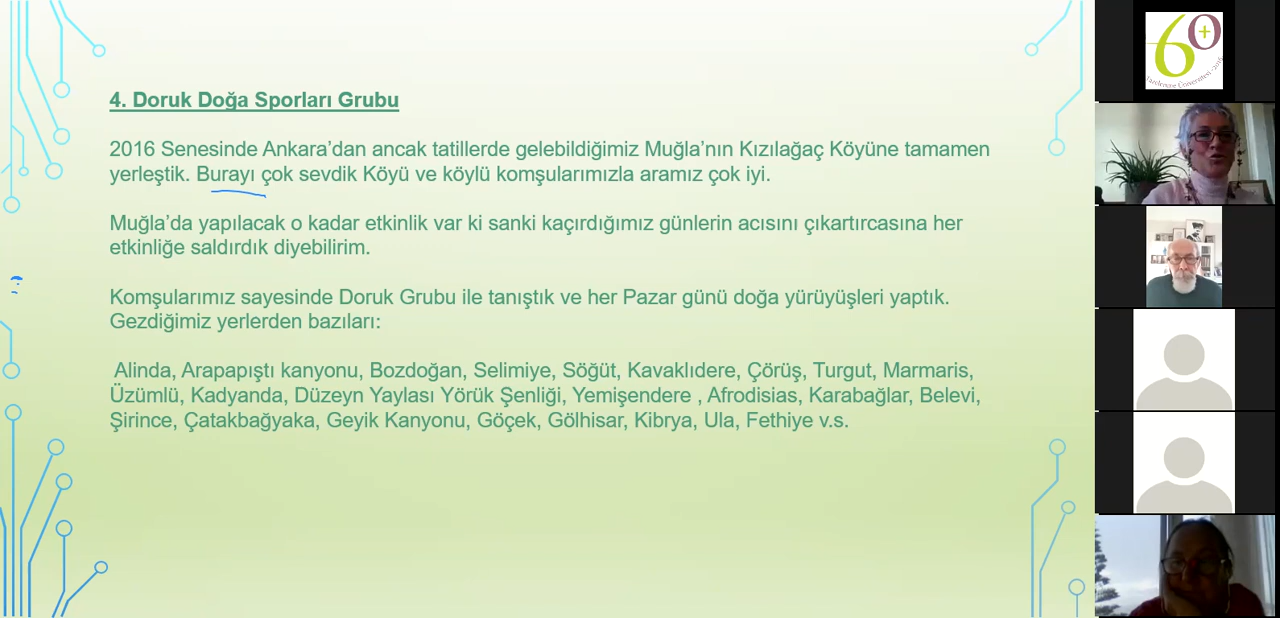 4. Doruk Doğa Sporları Grubu
2016 Senesinde Ankara’dan ancak tatillerde gelebildiğimiz Muğla’nın Kızılağaç Köyüne tamamen
yerleştik. Burayı çok sevdik Köyü ve köylü komşularımızla aramız çok iyi.
Muğla’da yapılacak o kadar etkinlik var ki sanki kaçırdığımız günlerin acısını çıkartırcasına her
etkinliğe saldırdık diyebilirim.
Komşularımız sayesinde Doruk Grubu ile tanıştık ve her Pazar günü doğa yürüyüşleri yaptık.
Gezdiğimiz yerlerden bazıları:
Alinda, Arapapıştı kanyonu, Bozdoğan, Selimiye, Söğüt, Kavaklıdere, Çörüş, Turgut, Marmaris,
Üzümlü, Kadyanda, Düzeyn Yaylası Yörük Şenliği, Yemişendere , Afrodisias, Karabağlar, Belevi,
Şirince, Çatakbağyaka, Geyik Kanyonu, Göçek, Gölhisar, Kibrya, Ula, Fethiye v.s.
60+